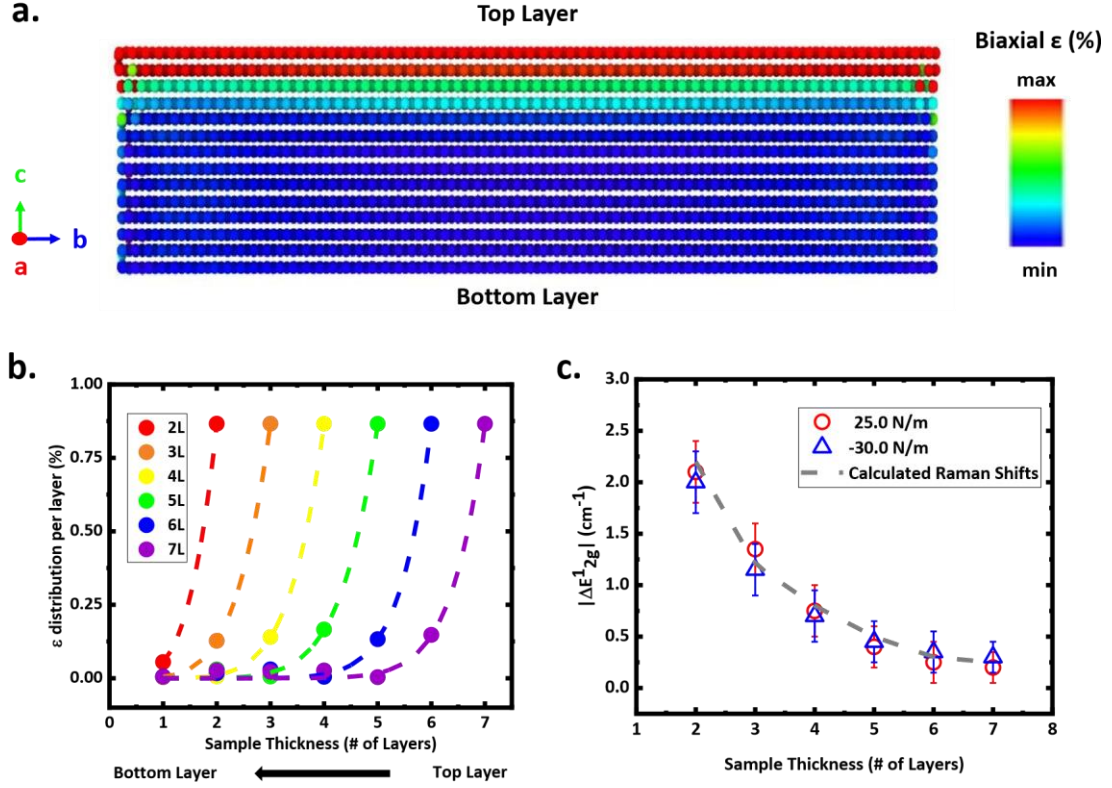 a.
Top Layer
Biaxial ε (%)
max
min
c
b
a
Bottom Layer
b.
1.00
0.75
0.50
0.25
0.00
ε distribution per layer (%)
2L
3L
4L
5L
6L
7L
0 1 2 3 4 5 6 7
Sample Thickness (# of Layers)
Bottom Layer
Top Layer
c.
3.0
2.5
2.0
1.5
1.0
0.5
0.0
|ΔE¹₂g| (cm⁻¹)
25.0 N/m
-30.0 N/m
Calculated Raman Shifts
1 2 3 4 5 6 7 8
Sample Thickness (# of Layers)